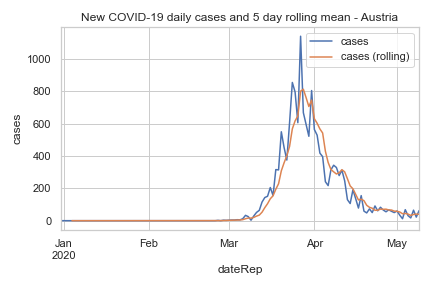 New COVID-19 daily cases and 5 day rolling mean - Austria
cases
cases (rolling)
1000
800
600
400
200
0
cases
Jan
2020
Feb
Mar
Apr
May
dateRep